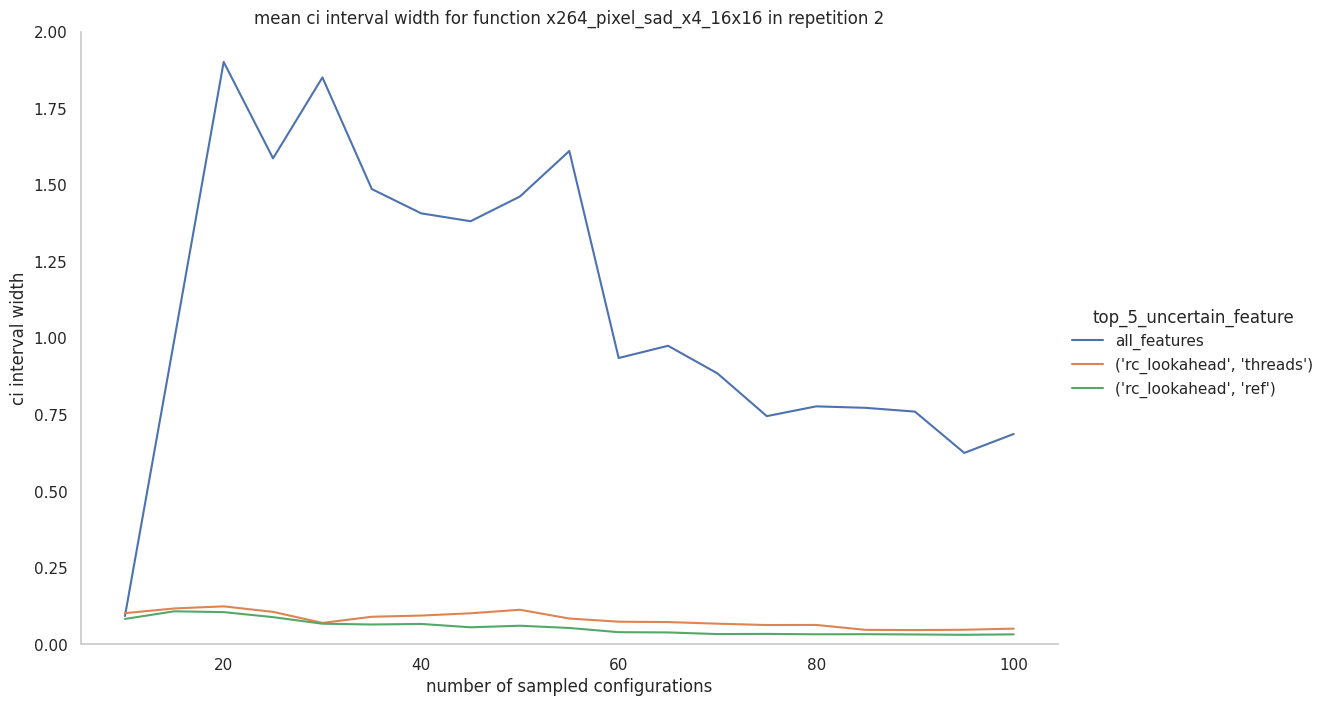 mean ci interval width for function x264_pixel_sad_x4_16x16 in repetition 2
2.00
1.75
1.50
1.25
1.00
0.75
0.50
0.25
0.00
ci interval width
20
40
60
80
100
number of sampled configurations
top_5_uncertain_feature
all_features
('rc_lookahead', 'threads')
('rc_lookahead', 'ref')